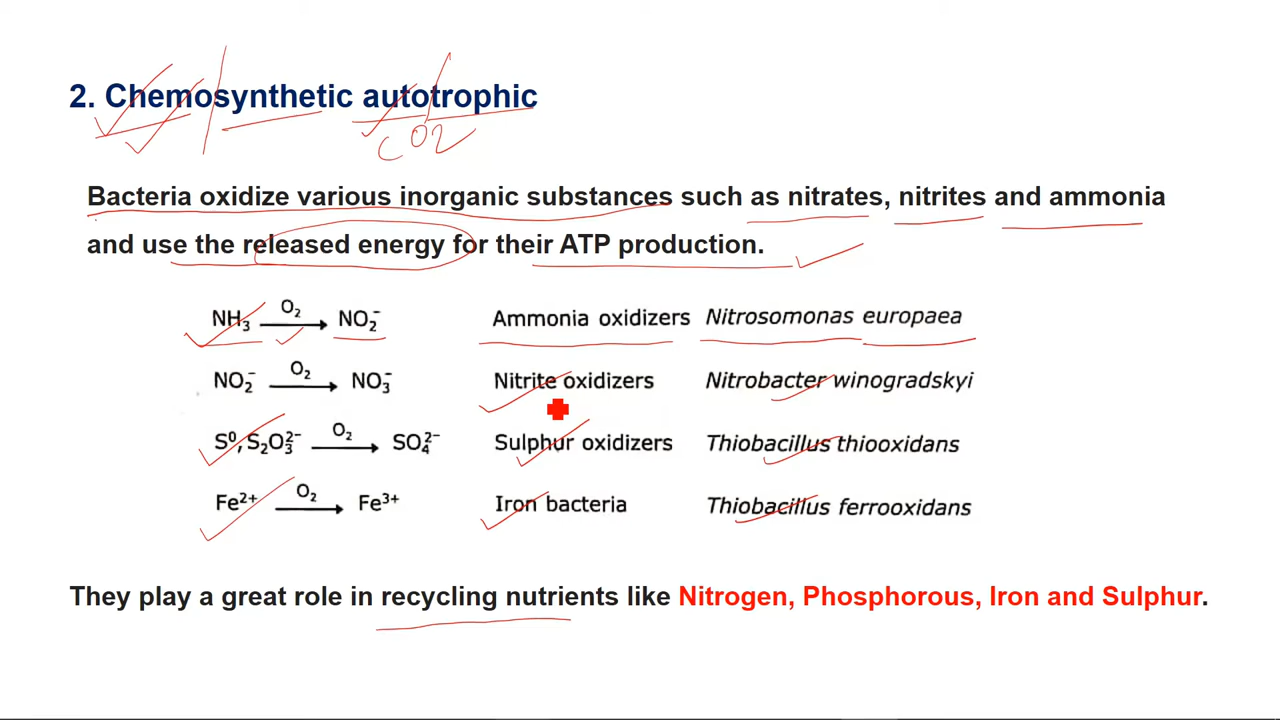 2. Chemosynthetic autotrophic
CO2
Bacteria oxidize various inorganic substances such as nitrates, nitrites and ammonia
and use the released energy for their ATP production.
NH₃ —O₂→ NO₂⁻ Ammonia oxidizers Nitrosomonas europaea
NO₂⁻ —O₂→ NO₃⁻ Nitrite oxidizers Nitrobacter winogradskyi
S⁰, S₂O₃²⁻ —O₂→ SO₄²⁻ Sulphur oxidizers Thiobacillus thiooxidans
Fe²⁺ —O₂→ Fe³⁺ Iron bacteria Thiobacillus ferrooxidans
They play a great role in recycling nutrients like Nitrogen, Phosphorous, Iron and Sulphur.